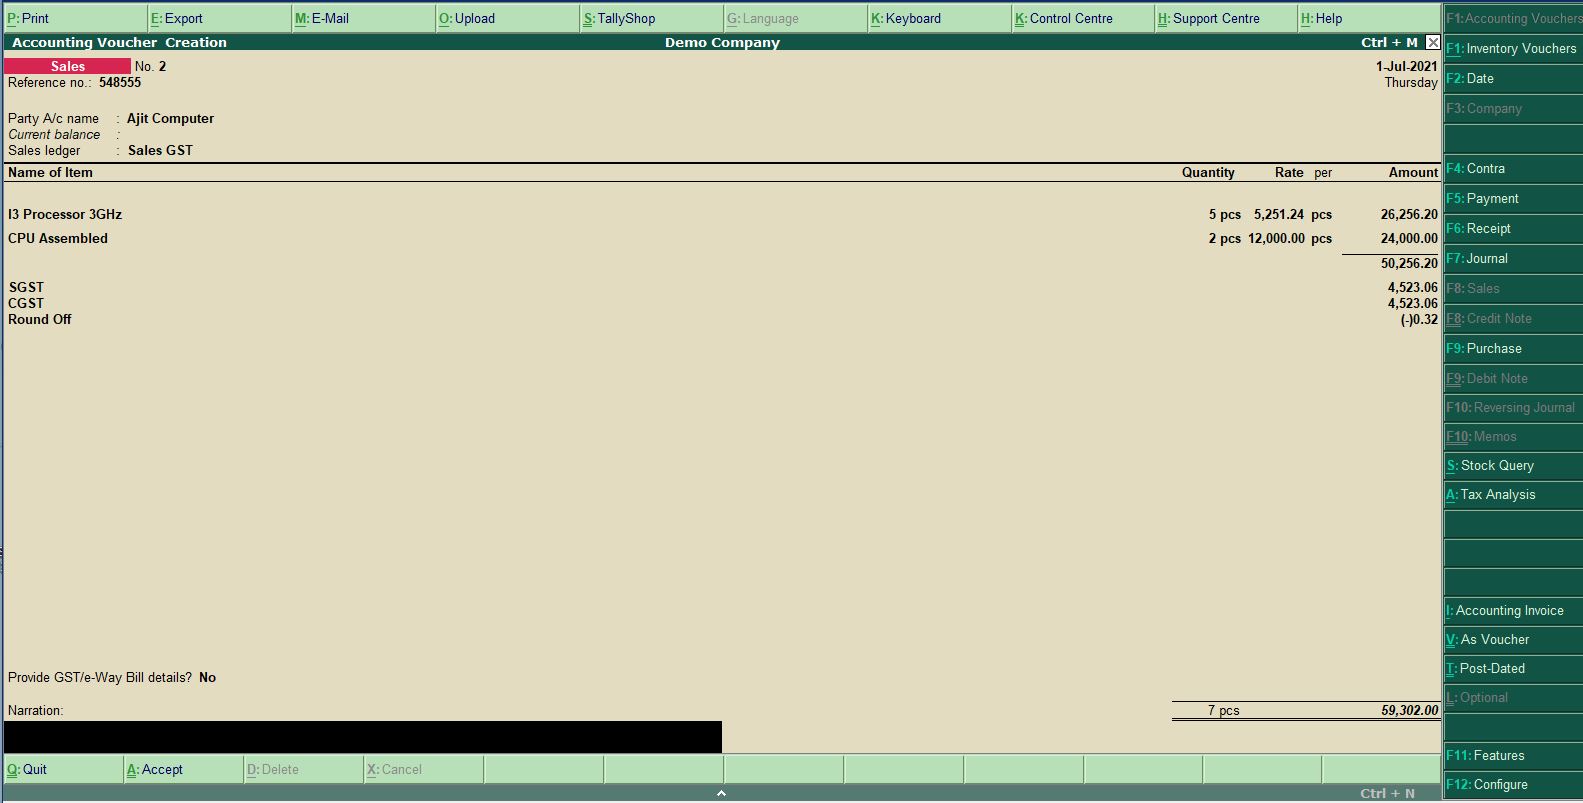 P: Print E: Export M: E-Mail O: Upload S: TallyShop G: Language K: Keyboard K: Control Centre H: Support Centre H: Help
Accounting Voucher Creation Demo Company Ctrl + M
Sales No. 2 1-Jul-2021
Reference no.: 548555 Thursday
Party A/c name : Ajit Computer
Current balance :
Sales ledger : Sales GST
Name of Item Quantity Rate per Amount
I3 Processor 3GHz 5 pcs 5,251.24 pcs 26,256.20
CPU Assembled 2 pcs 12,000.00 pcs 24,000.00
50,256.20
SGST 4,523.06
CGST 4,523.06
Round Off (-)0.32
Provide GST/e-Way Bill details? No
Narration: 7 pcs 59,302.00
Q: Quit A: Accept D: Delete X: Cancel
Ctrl + N
F1: Accounting Vouchers
F1: Inventory Vouchers
F2: Date
F3: Company
F4: Contra
F5: Payment
F6: Receipt
F7: Journal
F8: Sales
F8: Credit Note
F9: Purchase
F9: Debit Note
F10: Reversing Journal
F10: Memos
S: Stock Query
A: Tax Analysis
I: Accounting Invoice
V: As Voucher
T: Post-Dated
L: Optional
F11: Features
F12: Configure